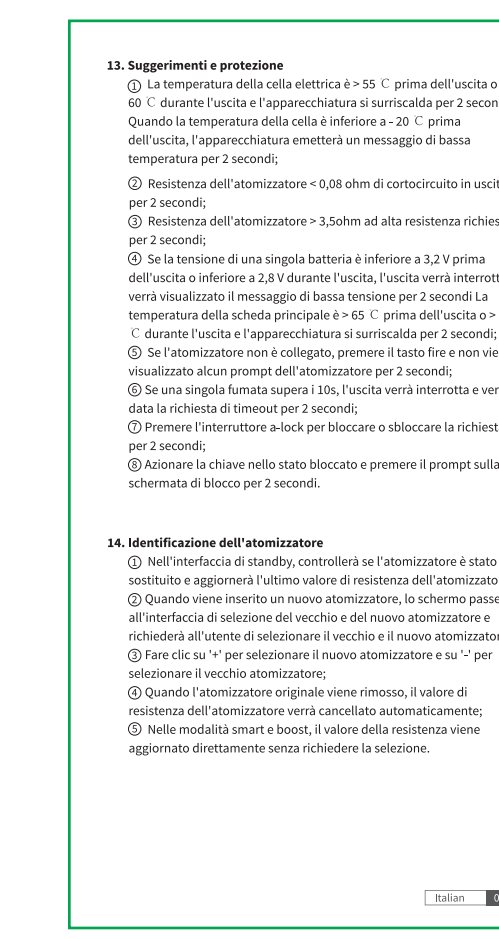 13. Suggerimenti e protezione
① La temperatura della cella elettrica è > 55 ℃ prima dell'uscita o
60 ℃ durante l'uscita e l'apparecchiatura si surriscalda per 2 secon
Quando la temperatura della cella è inferiore a - 20 ℃ prima
dell'uscita, l'apparecchiatura emetterà un messaggio di bassa
temperatura per 2 secondi;
② Resistenza dell'atomizzatore < 0,08 ohm di cortocircuito in uscit
per 2 secondi;
③ Resistenza dell'atomizzatore > 3,5ohm ad alta resistenza richies
per 2 secondi;
④ Se la tensione di una singola batteria è inferiore a 3,2 V prima
dell'uscita o inferiore a 2,8 V durante l'uscita, l'uscita verrà interrott
verrà visualizzato il messaggio di bassa tensione per 2 secondi La
temperatura della scheda principale è > 65 ℃ prima dell'uscita o >
℃ durante l'uscita e l'apparecchiatura si surriscalda per 2 secondi;
⑤ Se l'atomizzatore non è collegato, premere il tasto fire e non vie
visualizzato alcun prompt dell'atomizzatore per 2 secondi;
⑥ Se una singola fumata supera i 10s, l'uscita verrà interrotta e ver
data la richiesta di timeout per 2 secondi;
⑦ Premere l'interruttore a-lock per bloccare o sbloccare la richiest
per 2 secondi;
⑧ Azionare la chiave nello stato bloccato e premere il prompt sulla
schermata di blocco per 2 secondi.
14. Identificazione dell'atomizzatore
① Nell'interfaccia di standby, controllerà se l'atomizzatore è stato
sostituito e aggiornerà l'ultimo valore di resistenza dell'atomizzato
② Quando viene inserito un nuovo atomizzatore, lo schermo passe
all'interfaccia di selezione del vecchio e del nuovo atomizzatore e
richiederà all'utente di selezionare il vecchio e il nuovo atomizzator
③ Fare clic su '+' per selezionare il nuovo atomizzatore e su '-' per
selezionare il vecchio atomizzatore;
④ Quando l'atomizzatore originale viene rimosso, il valore di
resistenza dell'atomizzatore verrà cancellato automaticamente;
⑤ Nelle modalità smart e boost, il valore della resistenza viene
aggiornato direttamente senza richiedere la selezione.
Italian 0